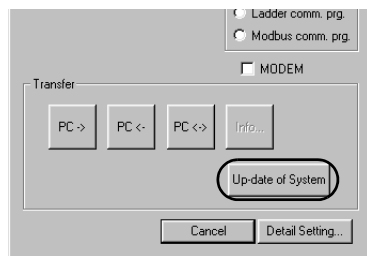 Ladder comm. prg.
Modbus comm. prg.
MODEM
Transfer
PC -> PC <- PC <-> Info...
Up-date of System
Cancel Detail Setting...